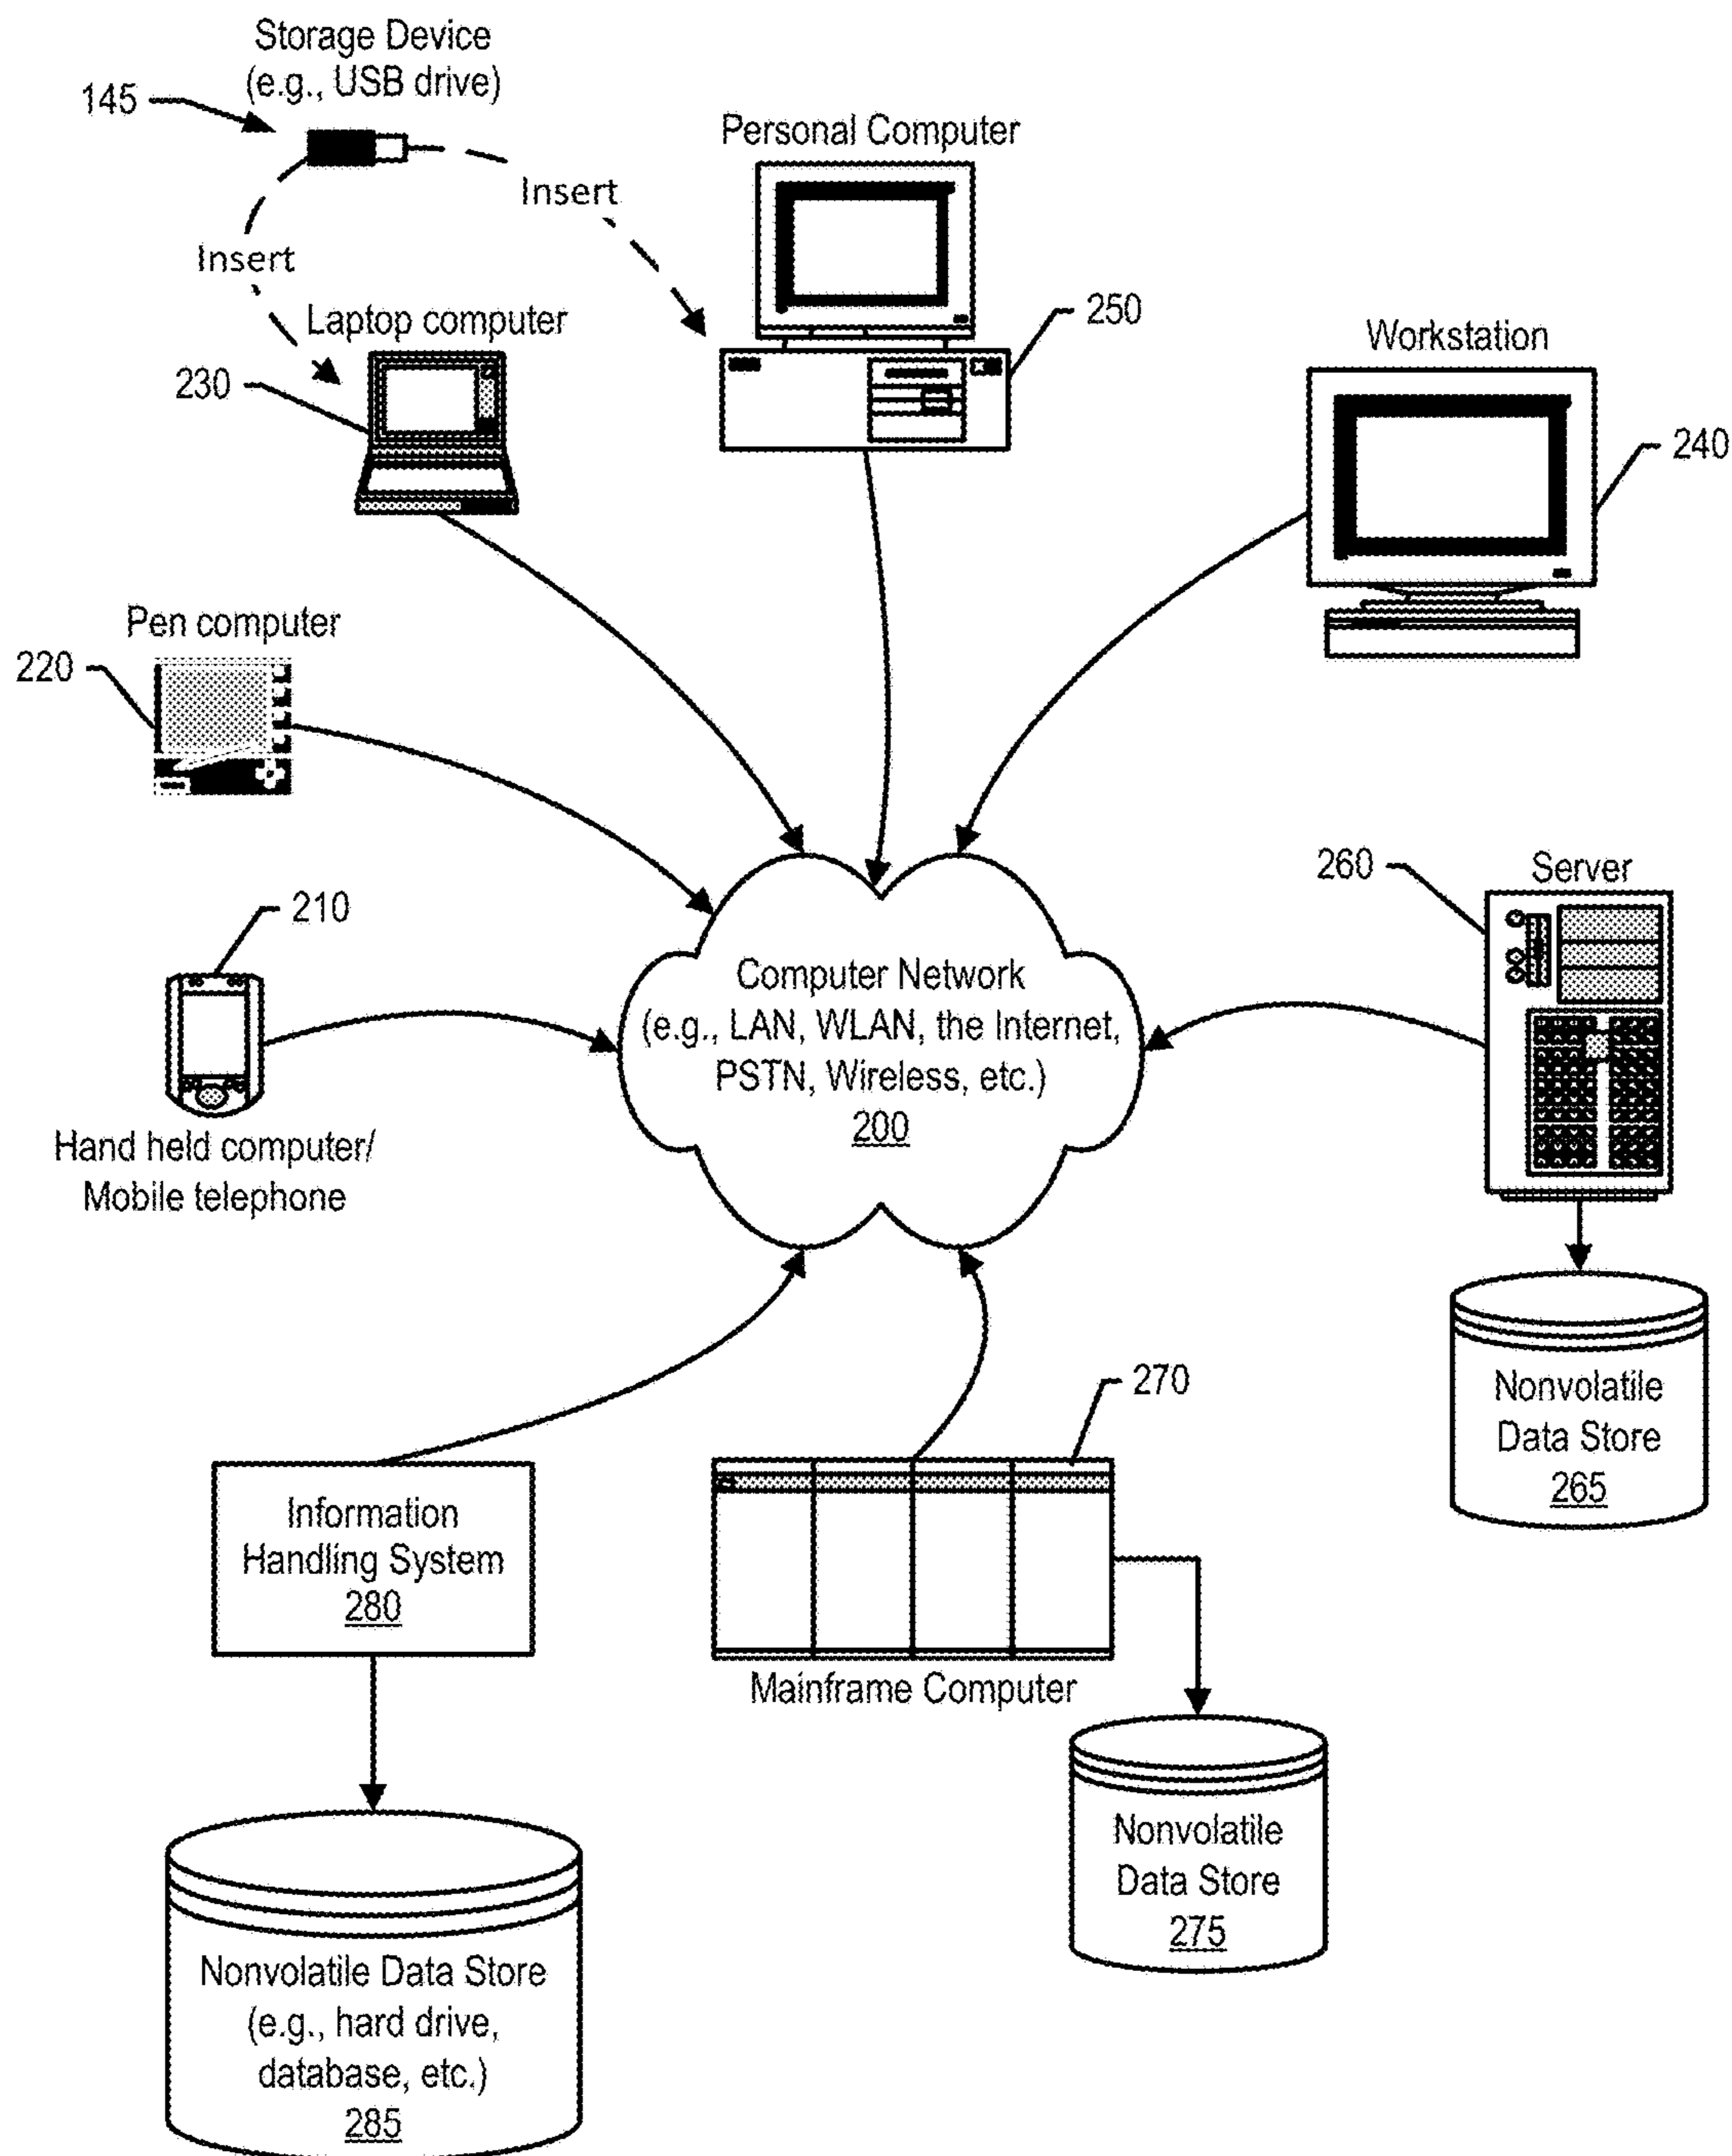 Storage Device
(e.g., USB drive)
145
Personal Computer
Insert
Insert
Laptop computer
250
Workstation
230
240
Pen computer
220
260
Server
210
Computer Network
(e.g., LAN, WLAN, the Internet,
PSTN, Wireless, etc.)
200
Hand held computer/
Mobile telephone
270
Nonvolatile
Data Store
265
Information
Handling System
280
Mainframe Computer
Nonvolatile
Data Store
275
Nonvolatile Data Store
(e.g., hard drive,
database, etc.)
285